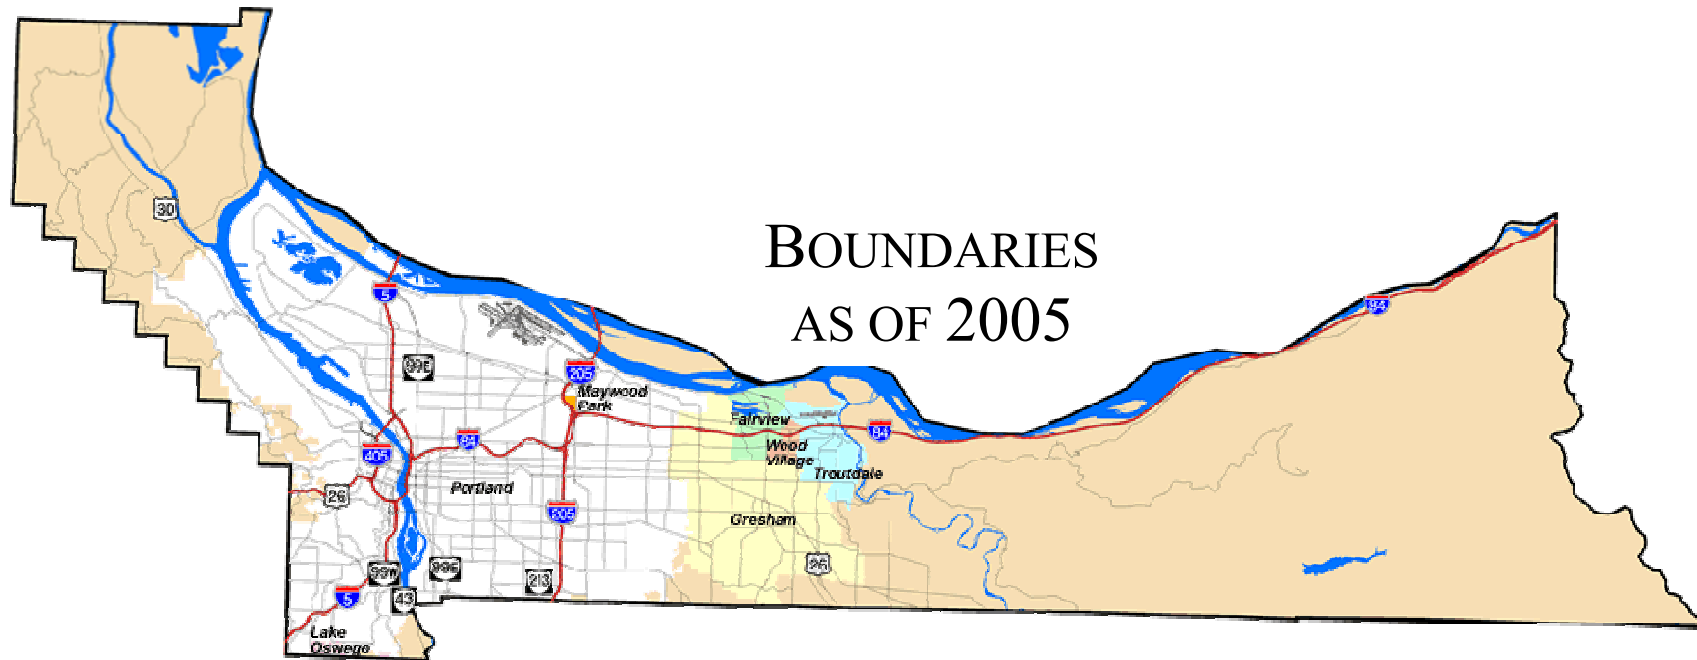 BOUNDARIES
AS OF 2005
30
5
99E
205
Maywood
Park
84
Fairview
Wood
Village
Troutdale
84
84
405
26
Portland
205
Gresham
26
99W
99E
213
5
43
Lake
Oswego